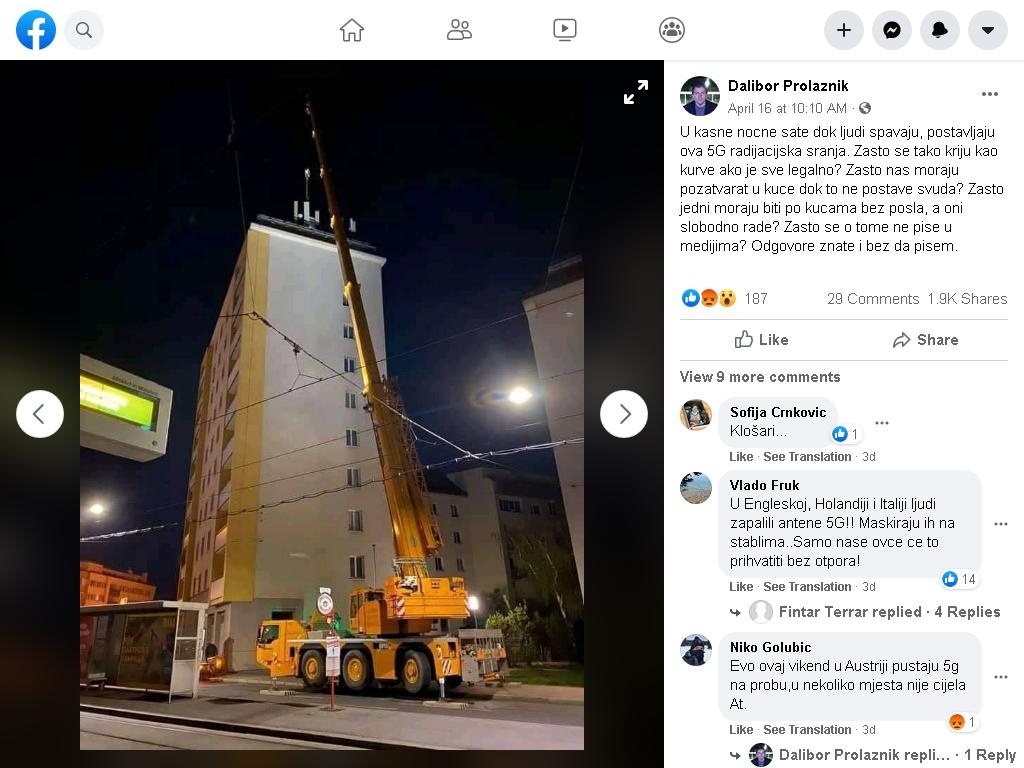 Dalibor Prolaznik
April 16 at 10:10 AM ·
U kasne nocne sate dok ljudi spavaju, postavljaju
ova 5G radijacijska sranja. Zasto se tako kriju kao
kurve ako je sve legalno? Zasto nas moraju
pozatvarat u kuce dok to ne postave svuda? Zasto
jedni moraju biti po kucama bez posla, a oni
slobodno rade? Zasto se o tome ne pise u
medijima? Odgovore znate i bez da pisem.
187 29 Comments 1.9K Shares
Like Share
View 9 more comments
Sofija Crnkovic
Klošari...
1
Like · See Translation · 3d
Vlado Fruk
U Engleskoj, Holandiji i Italiji ljudi
zapalili antene 5G!! Maskiraju ih na
stablima..Samo nase ovce ce to
prihvatiti bez otpora!
14
Like · See Translation · 3d
Fintar Terrar replied · 4 Replies
Niko Golubic
Evo ovaj vikend u Austriji pustaju 5g
na probu,u nekoliko mjesta nije cijela
At.
1
Like · See Translation · 3d
Dalibor Prolaznik repli... · 1 Reply